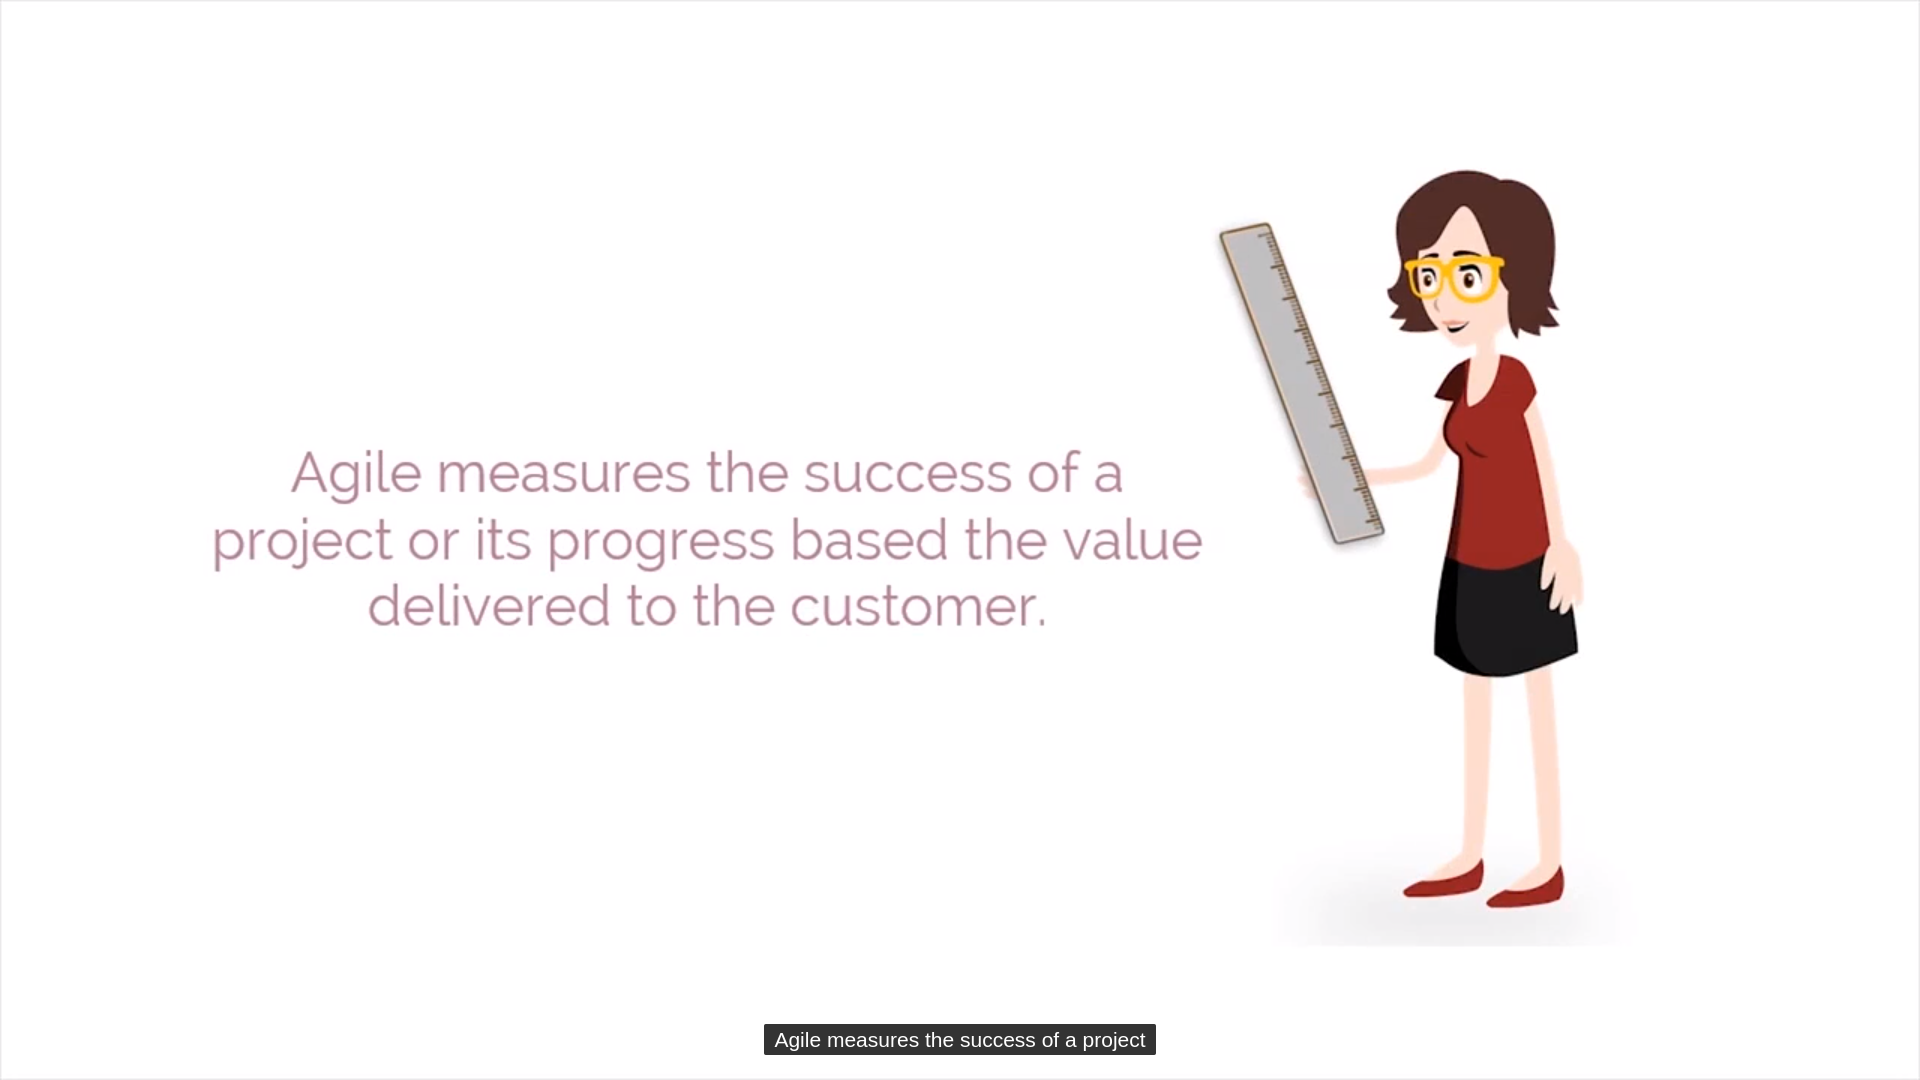 Agile measures the success of a
project or its progress based the value
delivered to the customer.
Agile measures the success of a project